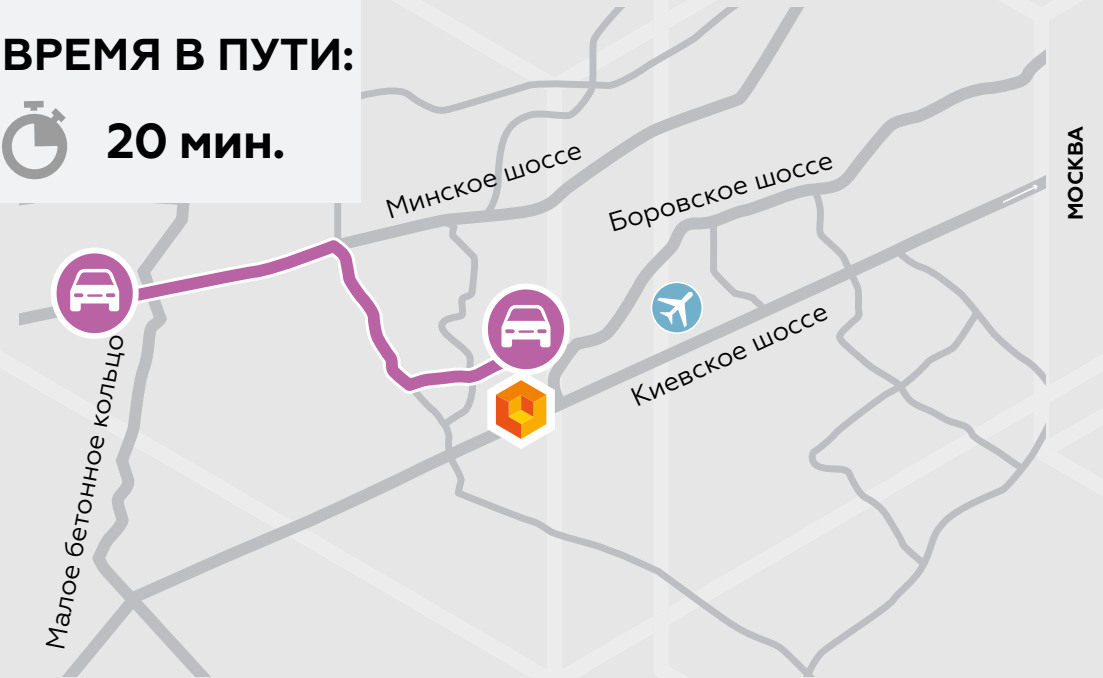 ВРЕМЯ В ПУТИ:
20 мин.
Минское шоссе
Боровское шоссе
МОСКВА
Киевское шоссе
Малое бетонное кольцо